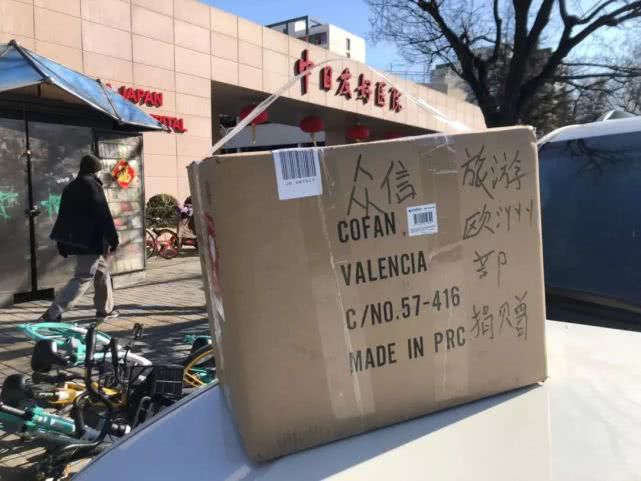 中日友好医院
JAPAN
福
众信 旅游
COFAN
欧洲
VALENCIA
部
C/NO.57-416
捐赠
MADE IN PRC